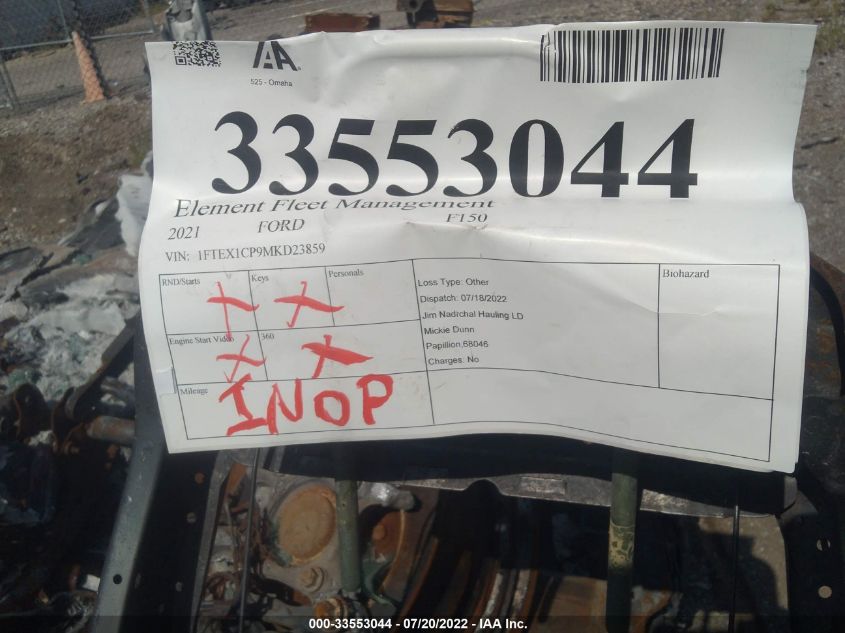 IAA
525 - Omaha
33553044
Element Fleet Management
2021 FORD F150
VIN: 1FTEX1CP9MKD23859
RND/Starts Keys Personals
X X
Engine Start Video 360
X X
Mileage
INOP
Loss Type: Other
Dispatch: 07/18/2022
Jim Nadrchal Hauling LD
Mickie Dunn
Papillion,68046
Charges: No
Biohazard
000-33553044 - 07/20/2022 - IAA Inc.